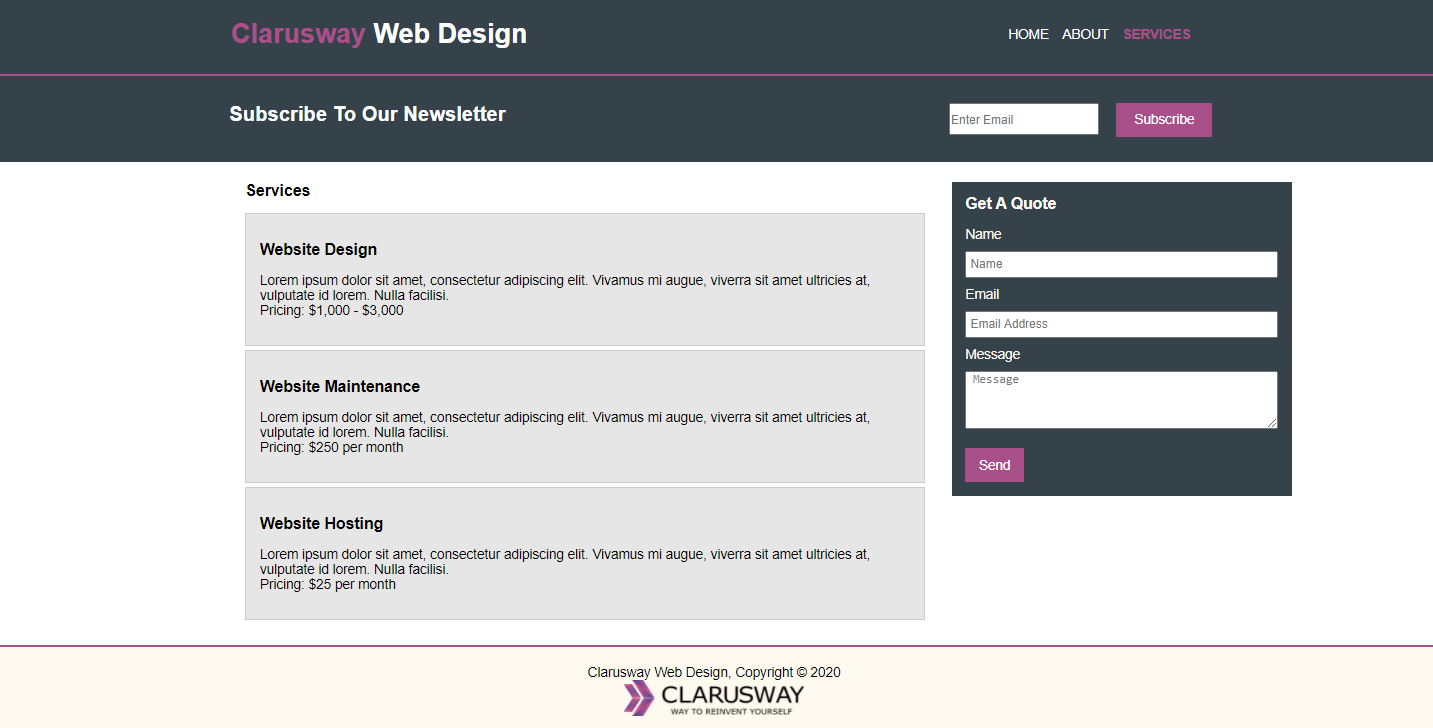 Clarusway Web Design
HOME ABOUT SERVICES
Subscribe To Our Newsletter
Enter Email
Subscribe
Services
Website Design
Lorem ipsum dolor sit amet, consectetur adipiscing elit. Vivamus mi augue, viverra sit amet ultricies at,
vulputate id lorem. Nulla facilisi.
Pricing: $1,000 - $3,000
Website Maintenance
Lorem ipsum dolor sit amet, consectetur adipiscing elit. Vivamus mi augue, viverra sit amet ultricies at,
vulputate id lorem. Nulla facilisi.
Pricing: $250 per month
Website Hosting
Lorem ipsum dolor sit amet, consectetur adipiscing elit. Vivamus mi augue, viverra sit amet ultricies at,
vulputate id lorem. Nulla facilisi.
Pricing: $25 per month
Get A Quote
Name
Name
Email
Email Address
Message
Message
Send
Clarusway Web Design, Copyright © 2020
CLARUSWAY
WAY TO REINVENT YOURSELF